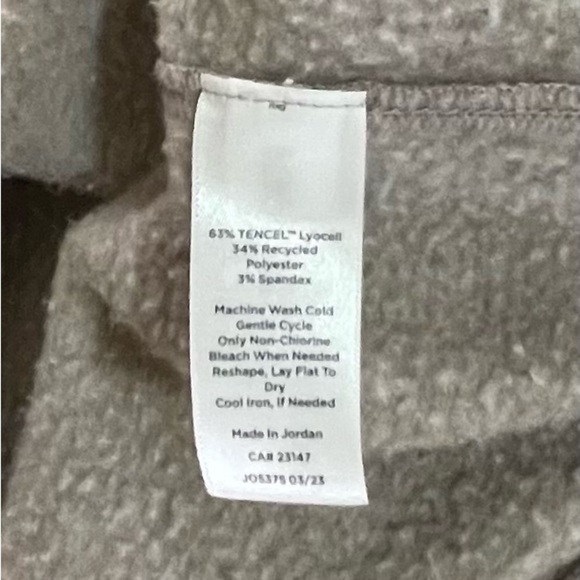 63% TENCEL™ Lyocell
34% Recycled
Polyester
3% Spandex
Machine Wash Cold
Gentle Cycle
Only Non-Chlorine
Bleach When Needed
Reshape, Lay Flat To
Dry
Cool Iron, If Needed
Made In Jordan
CA# 23147
03/23